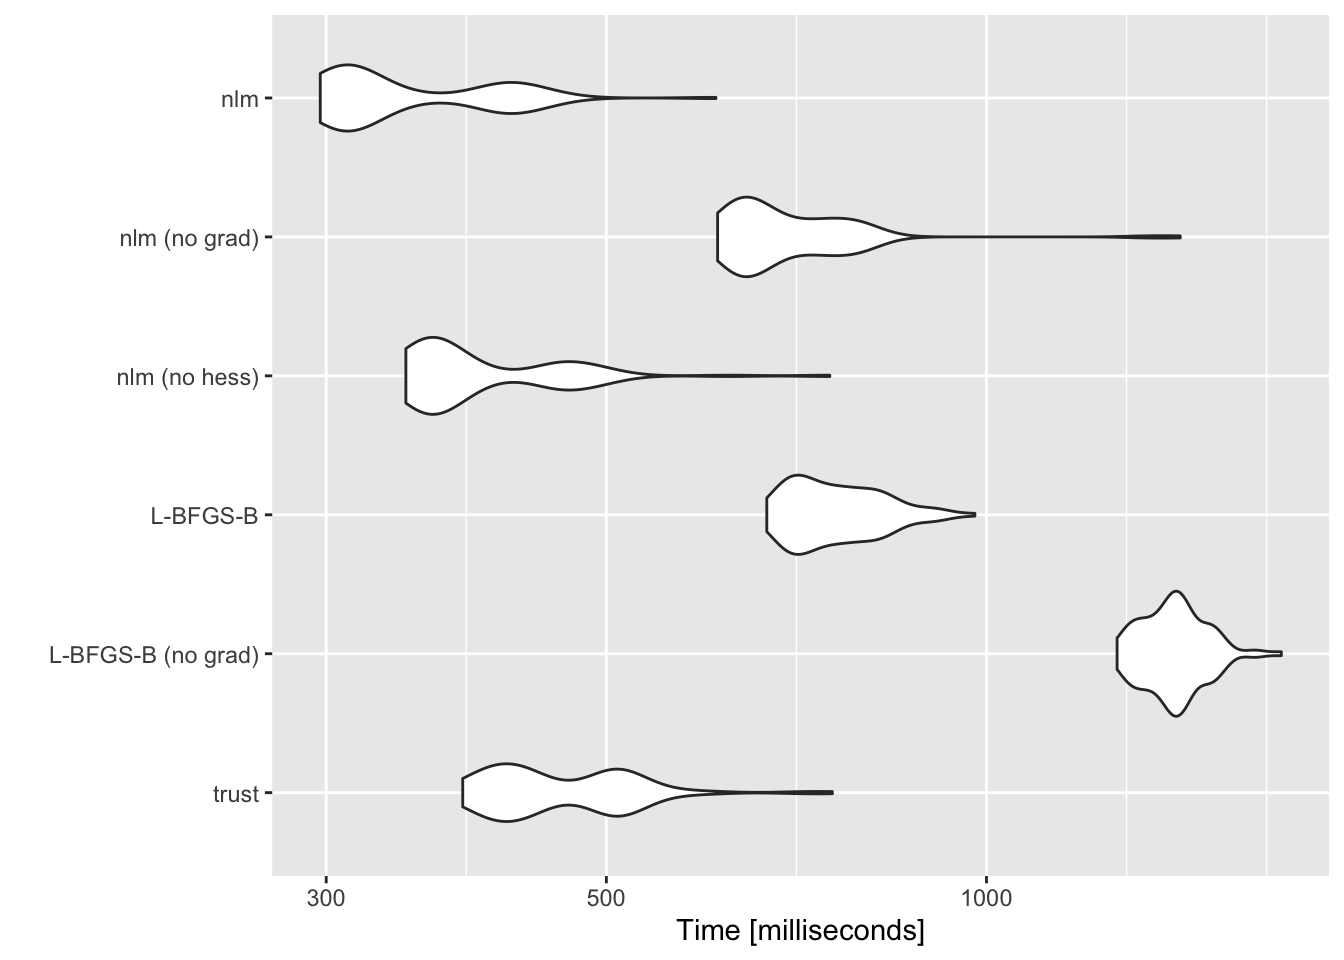 nlm
nlm (no grad)
nlm (no hess)
L-BFGS-B
L-BFGS-B (no grad)
trust
300 500 1000
Time [milliseconds]